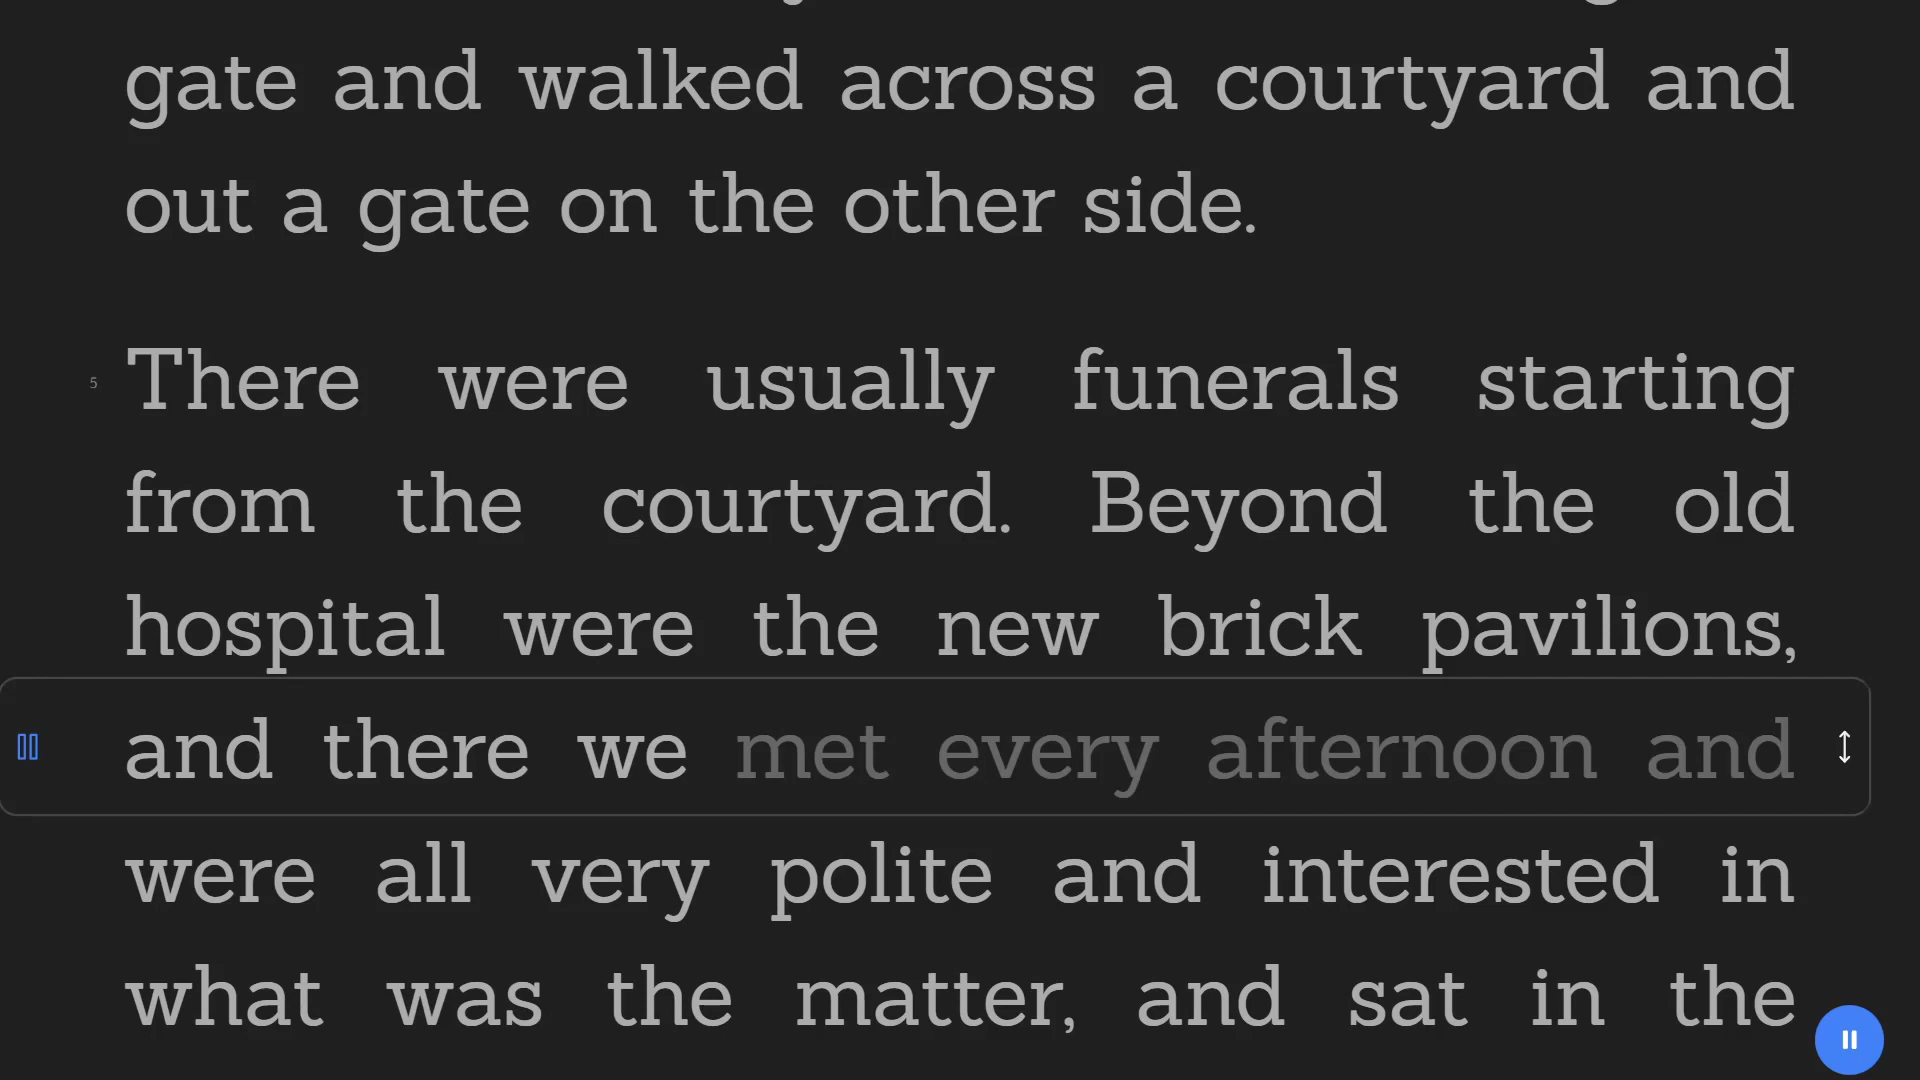 gate and walked across a courtyard and
out a gate on the other side.
5 There were usually funerals starting
from the courtyard. Beyond the old
hospital were the new brick pavilions,
and there we met every afternoon and
were all very polite and interested in
what was the matter, and sat in the